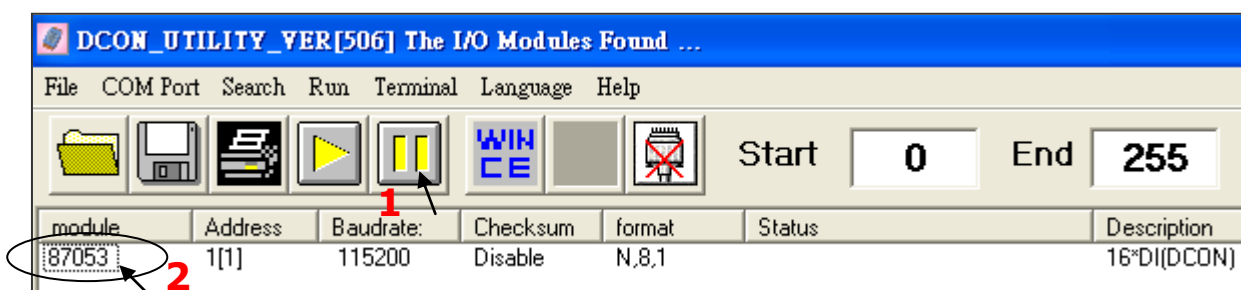 DCON_UTILITY_VER[506] The I/O Modules Found ...
File COM Port Search Run Terminal Language Help
WIN CE Start 0 End 255
1
module Address Baudrate: Checksum format Status Description
87053 1[1] 115200 Disable N,8,1 16*DI(DCON)
2